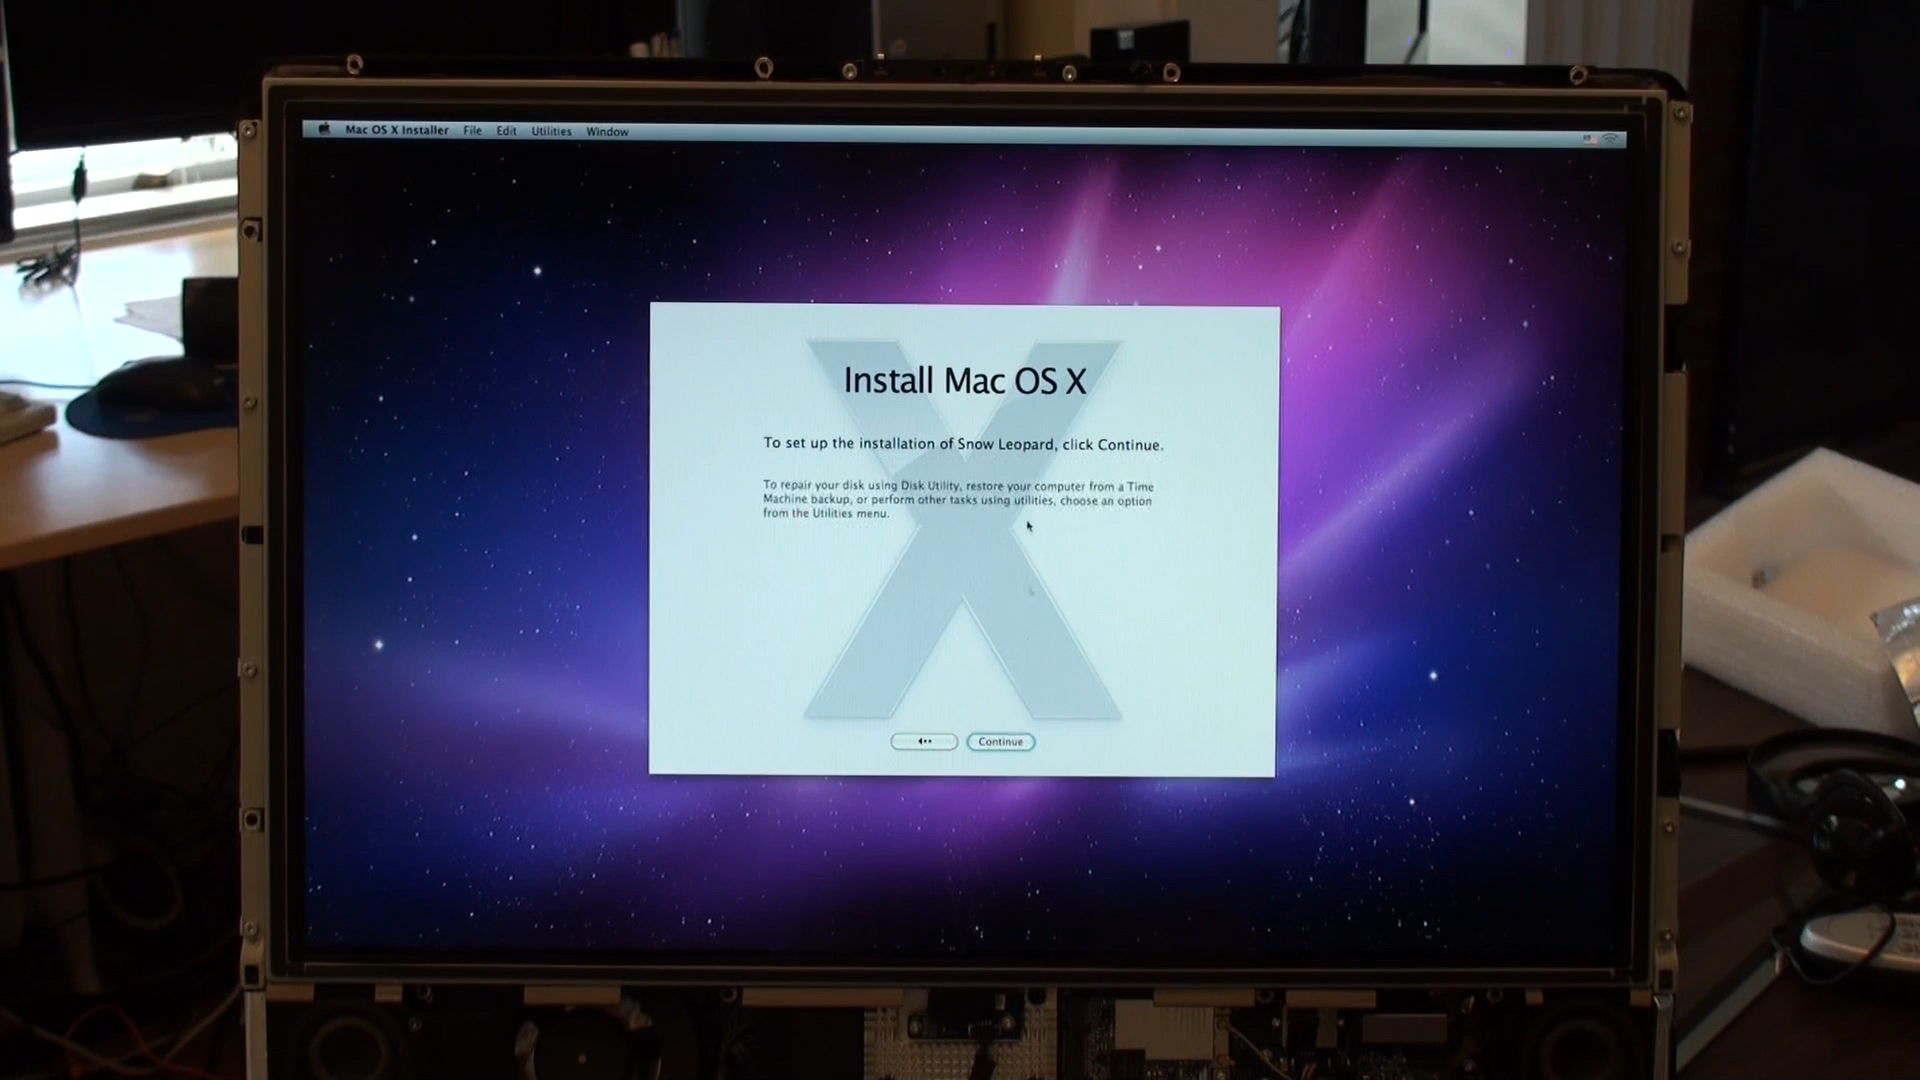 Mac OS X Installer File Edit Utilities Window
Install Mac OS X
To set up the installation of Snow Leopard, click Continue.
To repair your disk using Disk Utility, restore your computer from a Time
Machine backup, or perform other tasks using utilities, choose an option
from the Utilities menu.
Continue